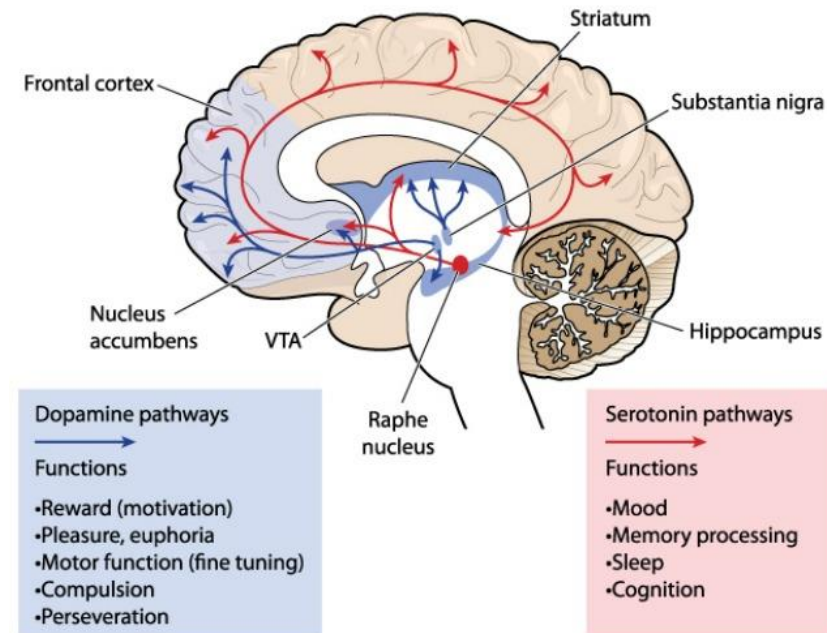 Striatum
Frontal cortex
Substantia nigra
Nucleus
accumbens
VTA
Hippocampus
Raphe
nucleus
Dopamine pathways
Functions
•Reward (motivation)
•Pleasure, euphoria
•Motor function (fine tuning)
•Compulsion
•Perseveration
Serotonin pathways
Functions
•Mood
•Memory processing
•Sleep
•Cognition